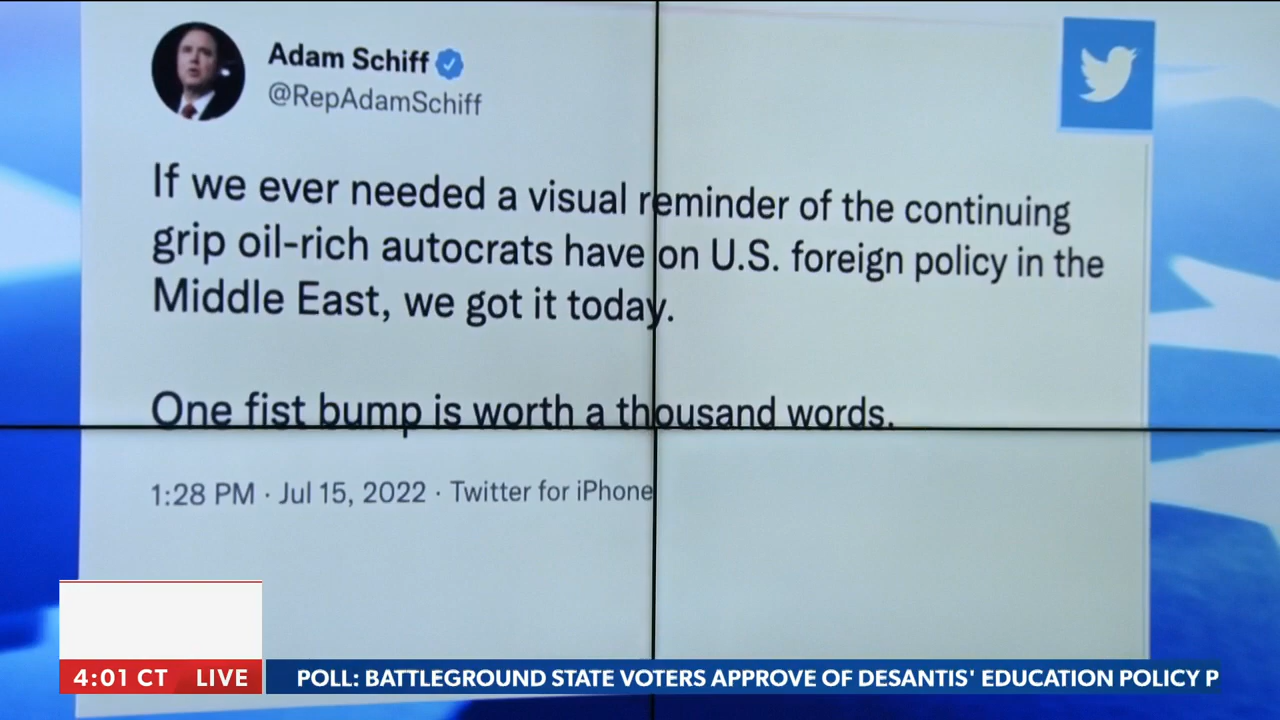 Adam Schiff
@RepAdamSchiff
If we ever needed a visual reminder of the continuing
grip oil-rich autocrats have on U.S. foreign policy in the
Middle East, we got it today.
One fist bump is worth a thousand words.
1:28 PM · Jul 15, 2022 · Twitter for iPhone
4:01 CT LIVE
POLL: BATTLEGROUND STATE VOTERS APPROVE OF DESANTIS' EDUCATION POLICY P